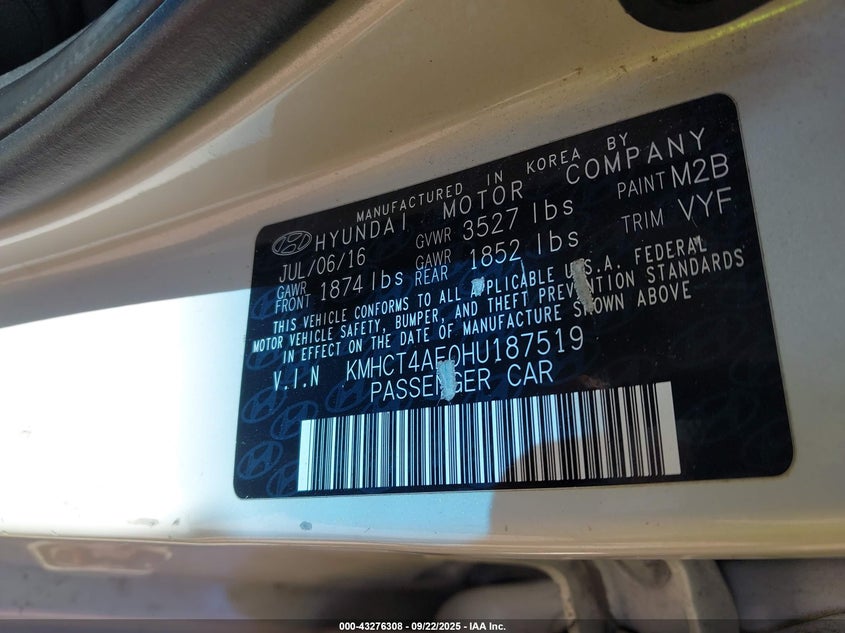 MANUFACTURED IN KOREA BY
HYUNDAI MOTOR COMPANY
JUL/06/16 GVWR 3527 lbs PAINT M2B
GAWR FRONT 1874 lbs GAWR REAR 1852 lbs TRIM VYF
THIS VEHICLE CONFORMS TO ALL APPLICABLE U.S.A. FEDERAL
MOTOR VEHICLE SAFETY, BUMPER, AND THEFT PREVENTION STANDARDS
IN EFFECT ON THE DATE OF MANUFACTURE SHOWN ABOVE
V.I.N KMHCT4AE0HU187519
PASSENGER CAR
000-43276308 - 09/22/2025 - IAA Inc.